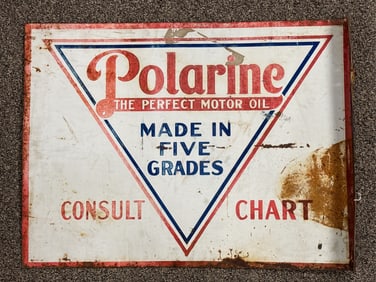 Polarine
THE PERFECT MOTOR OIL
MADE IN
FIVE
GRADES
CONSULT CHART